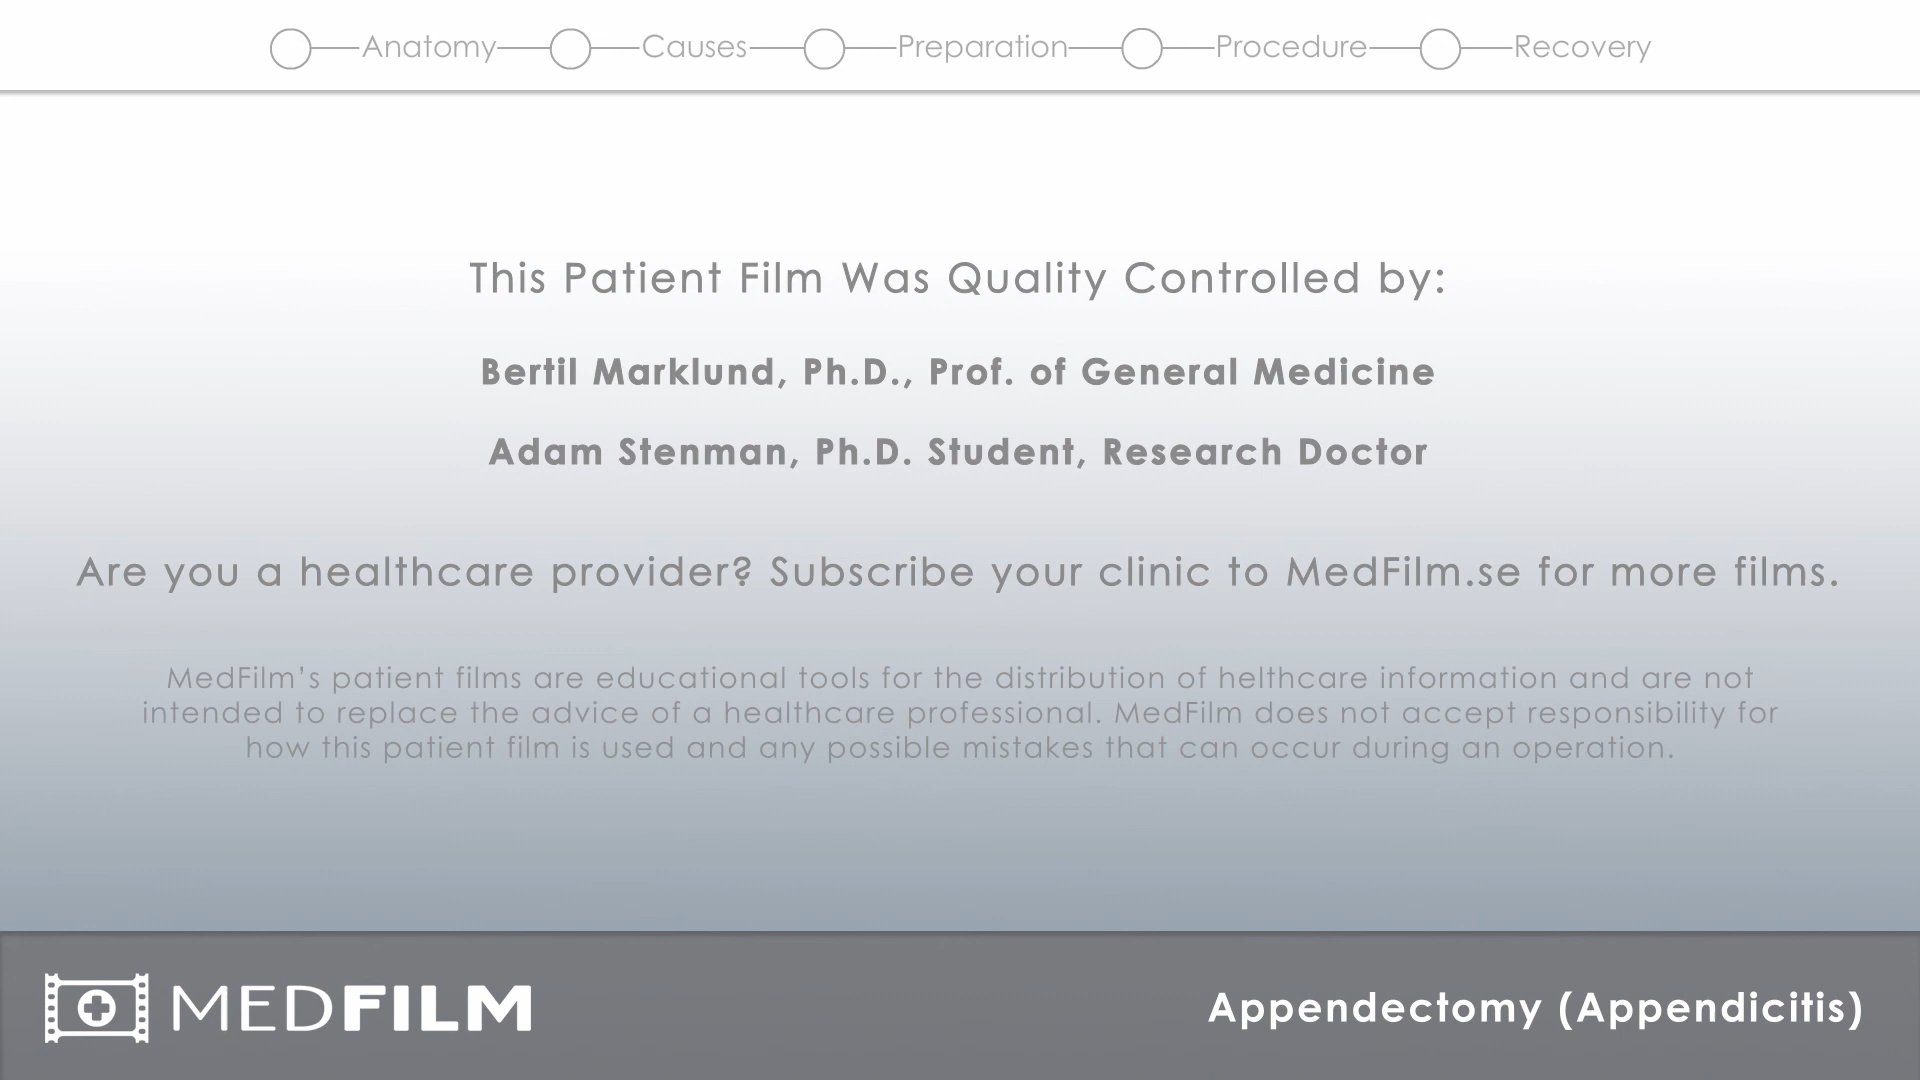 Anatomy Causes Preparation Procedure Recovery
This Patient Film Was Quality Controlled by:
Bertil Marklund, Ph.D., Prof. of General Medicine
Adam Stenman, Ph.D. Student, Research Doctor
Are you a healthcare provider? Subscribe your clinic to MedFilm.se for more films.
MedFilm’s patient films are educational tools for the distribution of helthcare information and are not
intended to replace the advice of a healthcare professional. MedFilm does not accept responsibility for
how this patient film is used and any possible mistakes that can occur during an operation.
MEDFILM
Appendectomy (Appendicitis)